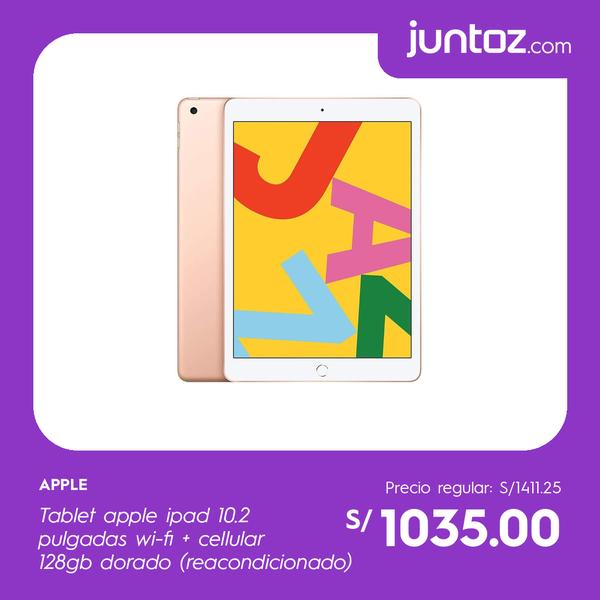 juntoz.com
APPLE
Tablet apple ipad 10.2
pulgadas wi-fi + cellular
128gb dorado (reacondicionado)
Precio regular: S/1411.25
S/ 1035.00